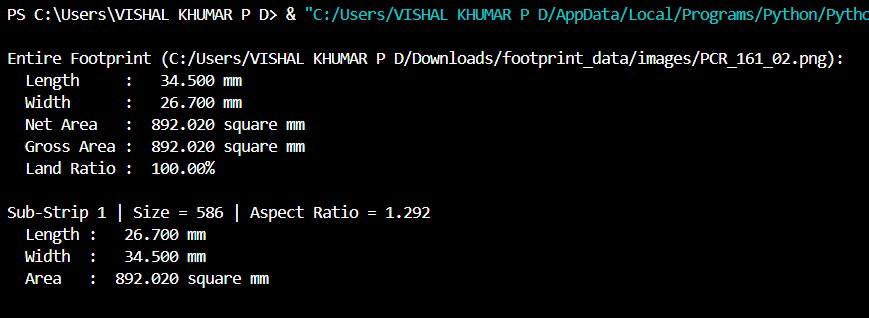 PS C:\Users\VISHAL KHUMAR P D> & "C:/Users/VISHAL KHUMAR P D/AppData/Local/Programs/Python/Pytho
Entire Footprint (C:/Users/VISHAL KHUMAR P D/Downloads/footprint_data/images/PCR_161_02.png):
Length : 34.500 mm
Width : 26.700 mm
Net Area : 892.020 square mm
Gross Area : 892.020 square mm
Land Ratio : 100.00%
Sub-Strip 1 | Size = 586 | Aspect Ratio = 1.292
Length : 26.700 mm
Width : 34.500 mm
Area : 892.020 square mm